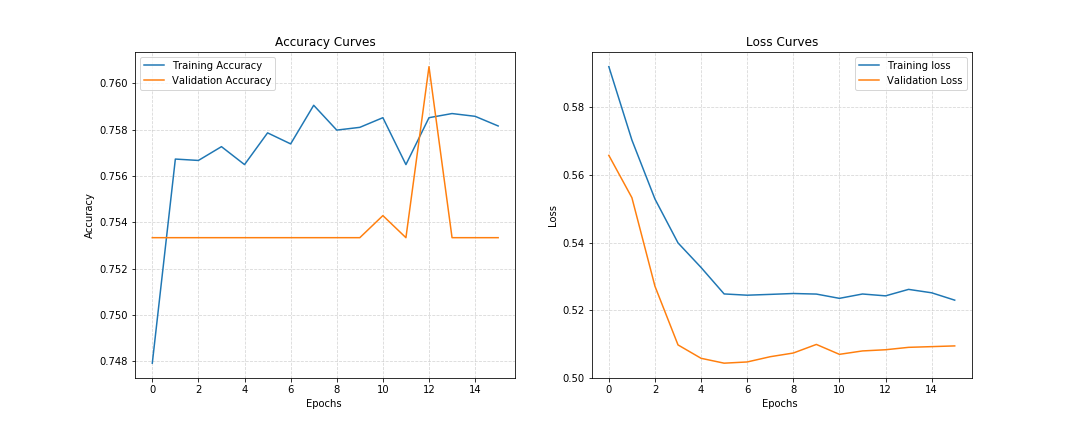 Accuracy Curves
Training Accuracy
Validation Accuracy
0.760
0.758
0.756
0.754
0.752
0.750
0.748
Accuracy
0 2 4 6 8 10 12 14
Epochs
Loss Curves
Training loss
Validation Loss
0.58
0.56
0.54
0.52
0.50
Loss
0 2 4 6 8 10 12 14
Epochs